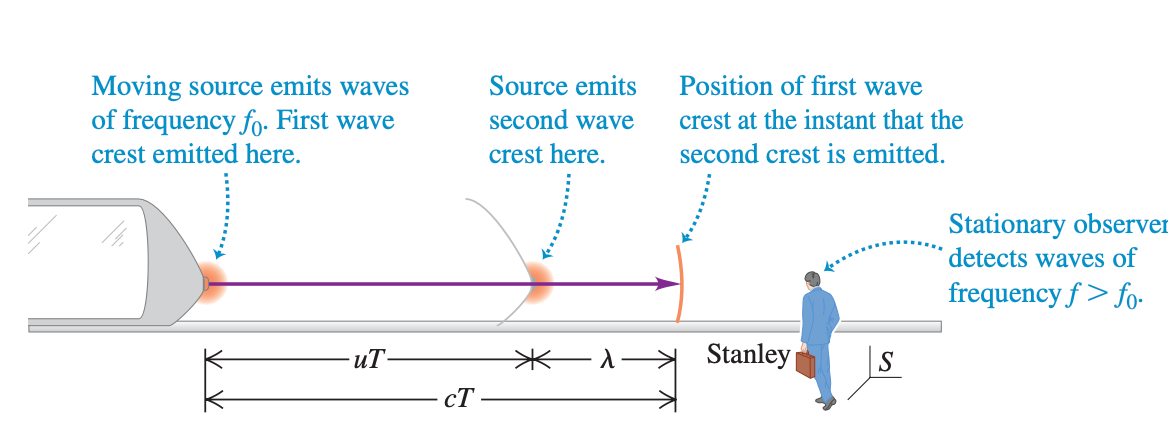 Moving source emits waves
of frequency f0. First wave
crest emitted here.
Source emits
second wave
crest here.
Position of first wave
crest at the instant that the
second crest is emitted.
Stationary observer
detects waves of
frequency f > f0.
uT
λ
Stanley
S
cT